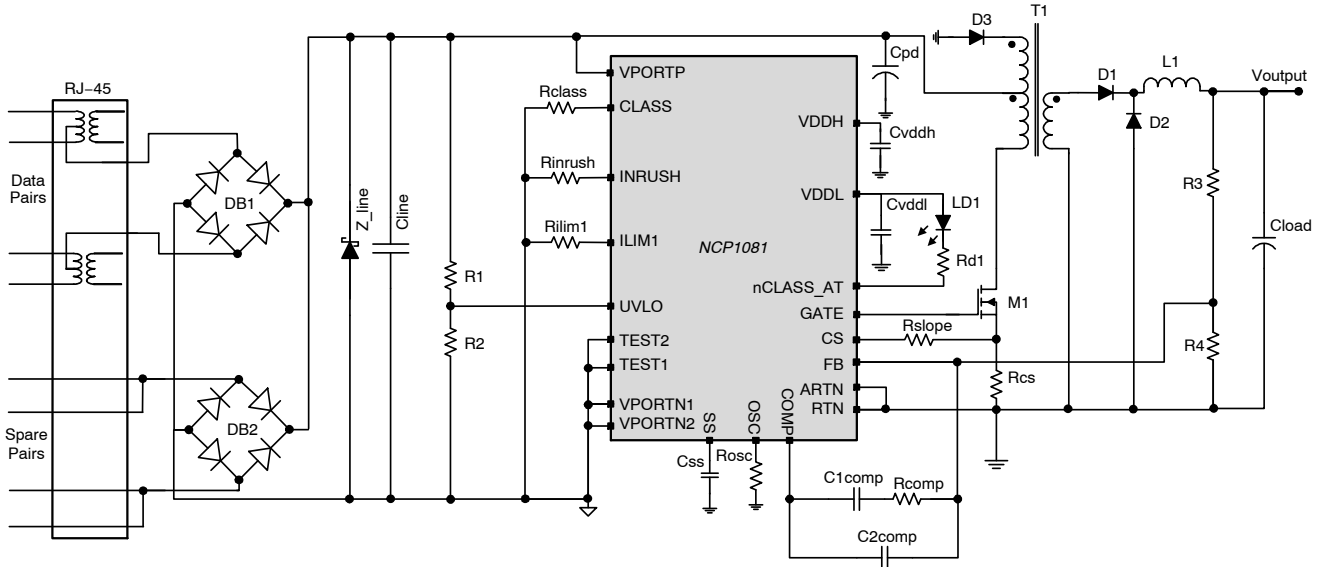 T1
D3
Cpd
RJ-45
VPORTP
D1
L1
Voutput
Rclass
CLASS
VDDH
D2
Cvddh
Rinrush
INRUSH
Data
Pairs
DB1
Z_line
Cline
VDDL
Cvddl
LD1
R3
Rilim1
ILIM1
NCP1081
Cload
Rd1
R1
nCLASS_AT
UVLO
GATE
M1
R2
TEST2
CS
Rslope
R4
TEST1
FB
Rcs
ARTN
VPORTN1
RTN
VPORTN2
SS
OSC
COMP
Spare
Pairs
DB2
Css
Rosc
C1comp
Rcomp
C2comp